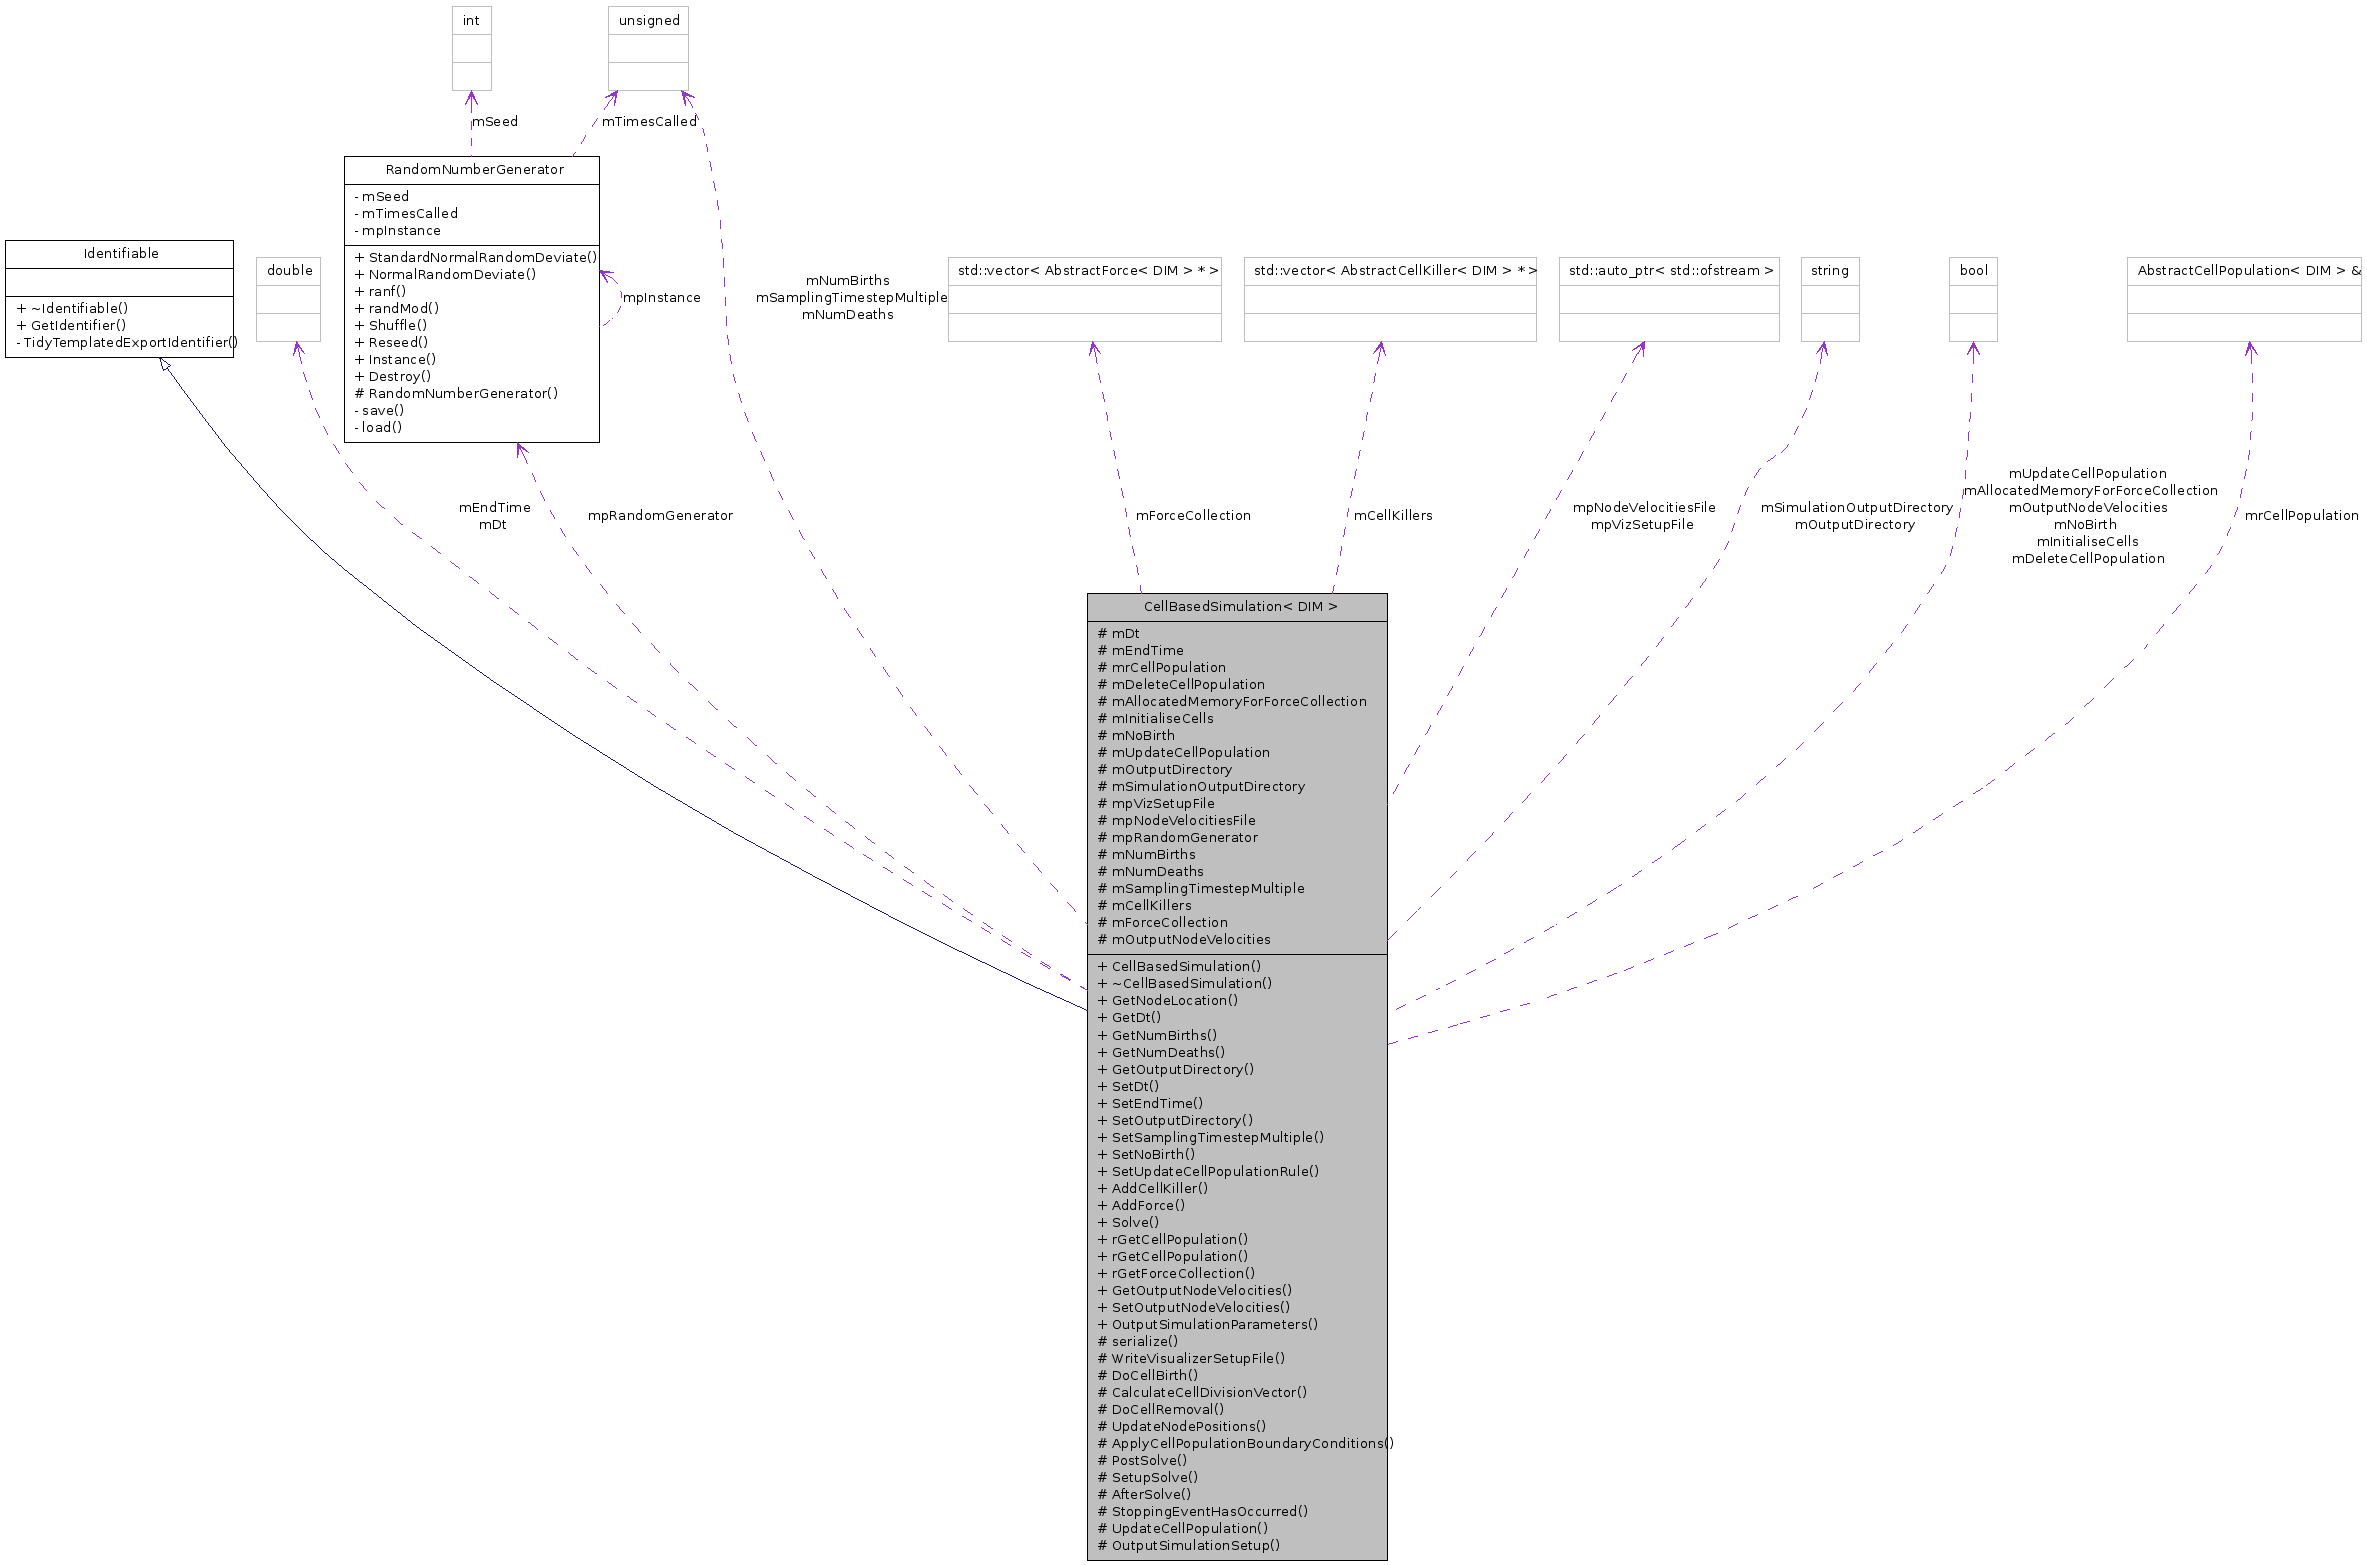 int
unsigned
mSeed
mTimesCalled
RandomNumberGenerator
- mSeed
- mTimesCalled
- mpInstance
+ StandardNormalRandomDeviate()
+ NormalRandomDeviate()
+ ranf()
+ randMod()
+ Shuffle()
+ Reseed()
+ Instance()
+ Destroy()
# RandomNumberGenerator()
- save()
- load()
mpInstance
Identifiable
+ ~Identifiable()
+ GetIdentifier()
- TidyTemplatedExportIdentifier()
double
mNumBirths
mSamplingTimestepMultiple
mNumDeaths
std::vector< AbstractForce< DIM > * >
std::vector< AbstractCellKiller< DIM > * >
std::auto_ptr< std::ofstream >
string
bool
AbstractCellPopulation< DIM > &
mEndTime
mDt
mpRandomGenerator
mForceCollection
mCellKillers
mpNodeVelocitiesFile
mpVizSetupFile
mSimulationOutputDirectory
mOutputDirectory
mUpdateCellPopulation
mAllocatedMemoryForForceCollection
mOutputNodeVelocities
mNoBirth
mInitialiseCells
mDeleteCellPopulation
mrCellPopulation
CellBasedSimulation< DIM >
# mDt
# mEndTime
# mrCellPopulation
# mDeleteCellPopulation
# mAllocatedMemoryForForceCollection
# mInitialiseCells
# mNoBirth
# mUpdateCellPopulation
# mOutputDirectory
# mSimulationOutputDirectory
# mpVizSetupFile
# mpNodeVelocitiesFile
# mpRandomGenerator
# mNumBirths
# mNumDeaths
# mSamplingTimestepMultiple
# mCellKillers
# mForceCollection
# mOutputNodeVelocities
+ CellBasedSimulation()
+ ~CellBasedSimulation()
+ GetNodeLocation()
+ GetDt()
+ GetNumBirths()
+ GetNumDeaths()
+ GetOutputDirectory()
+ SetDt()
+ SetEndTime()
+ SetOutputDirectory()
+ SetSamplingTimestepMultiple()
+ SetNoBirth()
+ SetUpdateCellPopulationRule()
+ AddCellKiller()
+ AddForce()
+ Solve()
+ rGetCellPopulation()
+ rGetCellPopulation()
+ rGetForceCollection()
+ GetOutputNodeVelocities()
+ SetOutputNodeVelocities()
+ OutputSimulationParameters()
# serialize()
# WriteVisualizerSetupFile()
# DoCellBirth()
# CalculateCellDivisionVector()
# DoCellRemoval()
# UpdateNodePositions()
# ApplyCellPopulationBoundaryConditions()
# PostSolve()
# SetupSolve()
# AfterSolve()
# StoppingEventHasOccurred()
# UpdateCellPopulation()
# OutputSimulationSetup()